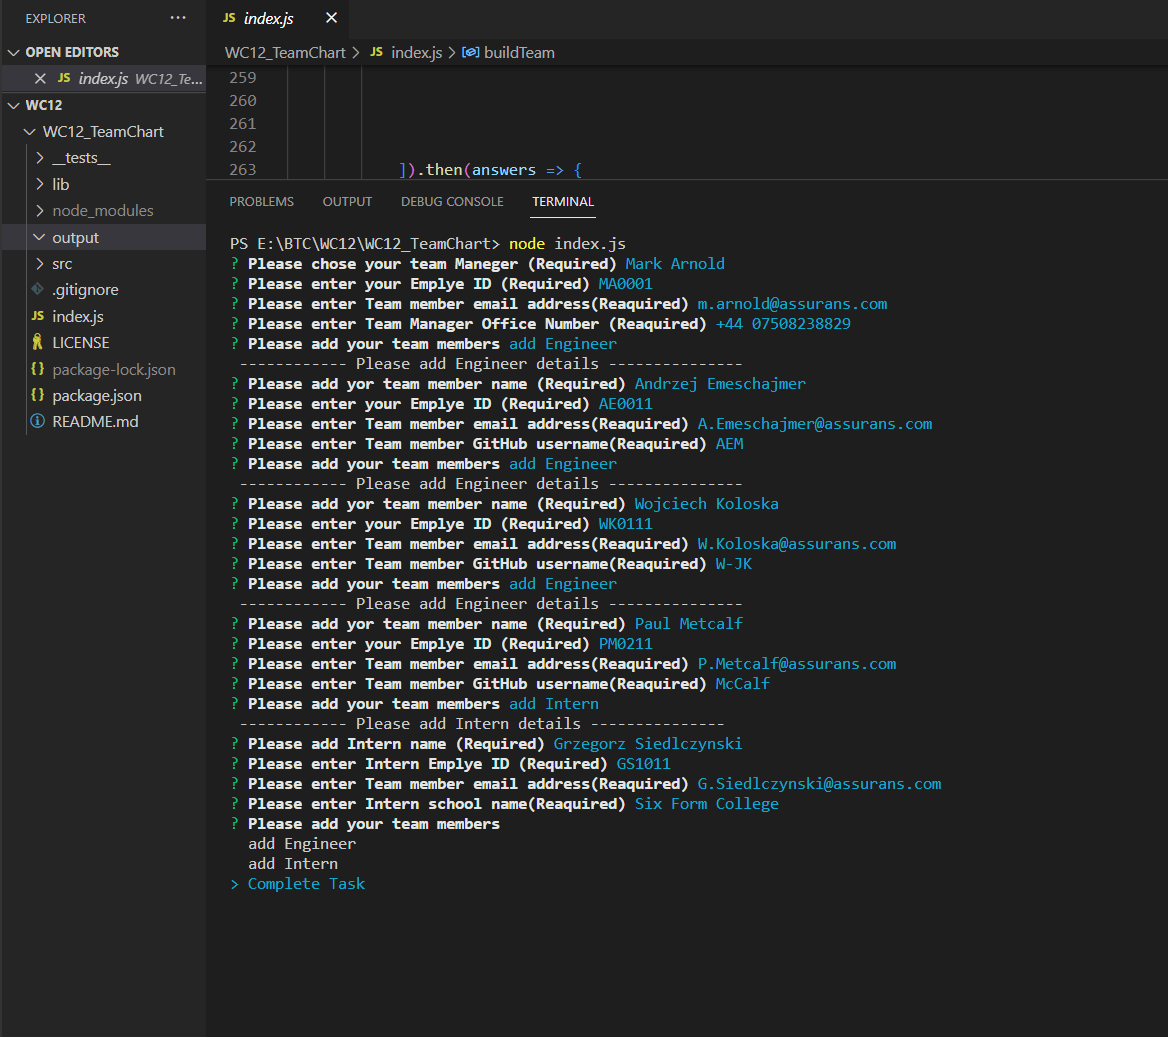 EXPLORER
OPEN EDITORS
JS index.js WC12_Te...
WC12
WC12_TeamChart
__tests__
lib
node_modules
output
src
.gitignore
JS index.js
LICENSE
{} package-lock.json
{} package.json
README.md
JS index.js
WC12_TeamChart > JS index.js > buildTeam
259
260
261
262
263 ]).then(answers => {
PROBLEMS OUTPUT DEBUG CONSOLE TERMINAL
PS E:\BTC\WC12\WC12_TeamChart> node index.js
? Please chose your team Maneger (Required) Mark Arnold
? Please enter your Emplye ID (Required) MA0001
? Please enter Team member email address(Reaquired) m.arnold@assurans.com
? Please enter Team Manager Office Number (Reaquired) +44 07508238829
? Please add your team members add Engineer
------------ Please add Engineer details ---------------
? Please add yor team member name (Required) Andrzej Emeschajmer
? Please enter your Emplye ID (Required) AE0011
? Please enter Team member email address(Reaquired) A.Emeschajmer@assurans.com
? Please enter Team member GitHub username(Reaquired) AEM
? Please add your team members add Engineer
------------ Please add Engineer details ---------------
? Please add yor team member name (Required) Wojciech Koloska
? Please enter your Emplye ID (Required) WK0111
? Please enter Team member email address(Reaquired) W.Koloska@assurans.com
? Please enter Team member GitHub username(Reaquired) W-JK
? Please add your team members add Engineer
------------ Please add Engineer details ---------------
? Please add yor team member name (Required) Paul Metcalf
? Please enter your Emplye ID (Required) PM0211
? Please enter Team member email address(Reaquired) P.Metcalf@assurans.com
? Please enter Team member GitHub username(Reaquired) McCalf
? Please add your team members add Intern
------------ Please add Intern details ---------------
? Please add Intern name (Required) Grzegorz Siedlczynski
? Please enter Intern Emplye ID (Required) GS1011
? Please enter Team member email address(Reaquired) G.Siedlczynski@assurans.com
? Please enter Intern school name(Reaquired) Six Form College
? Please add your team members
add Engineer
add Intern
> Complete Task